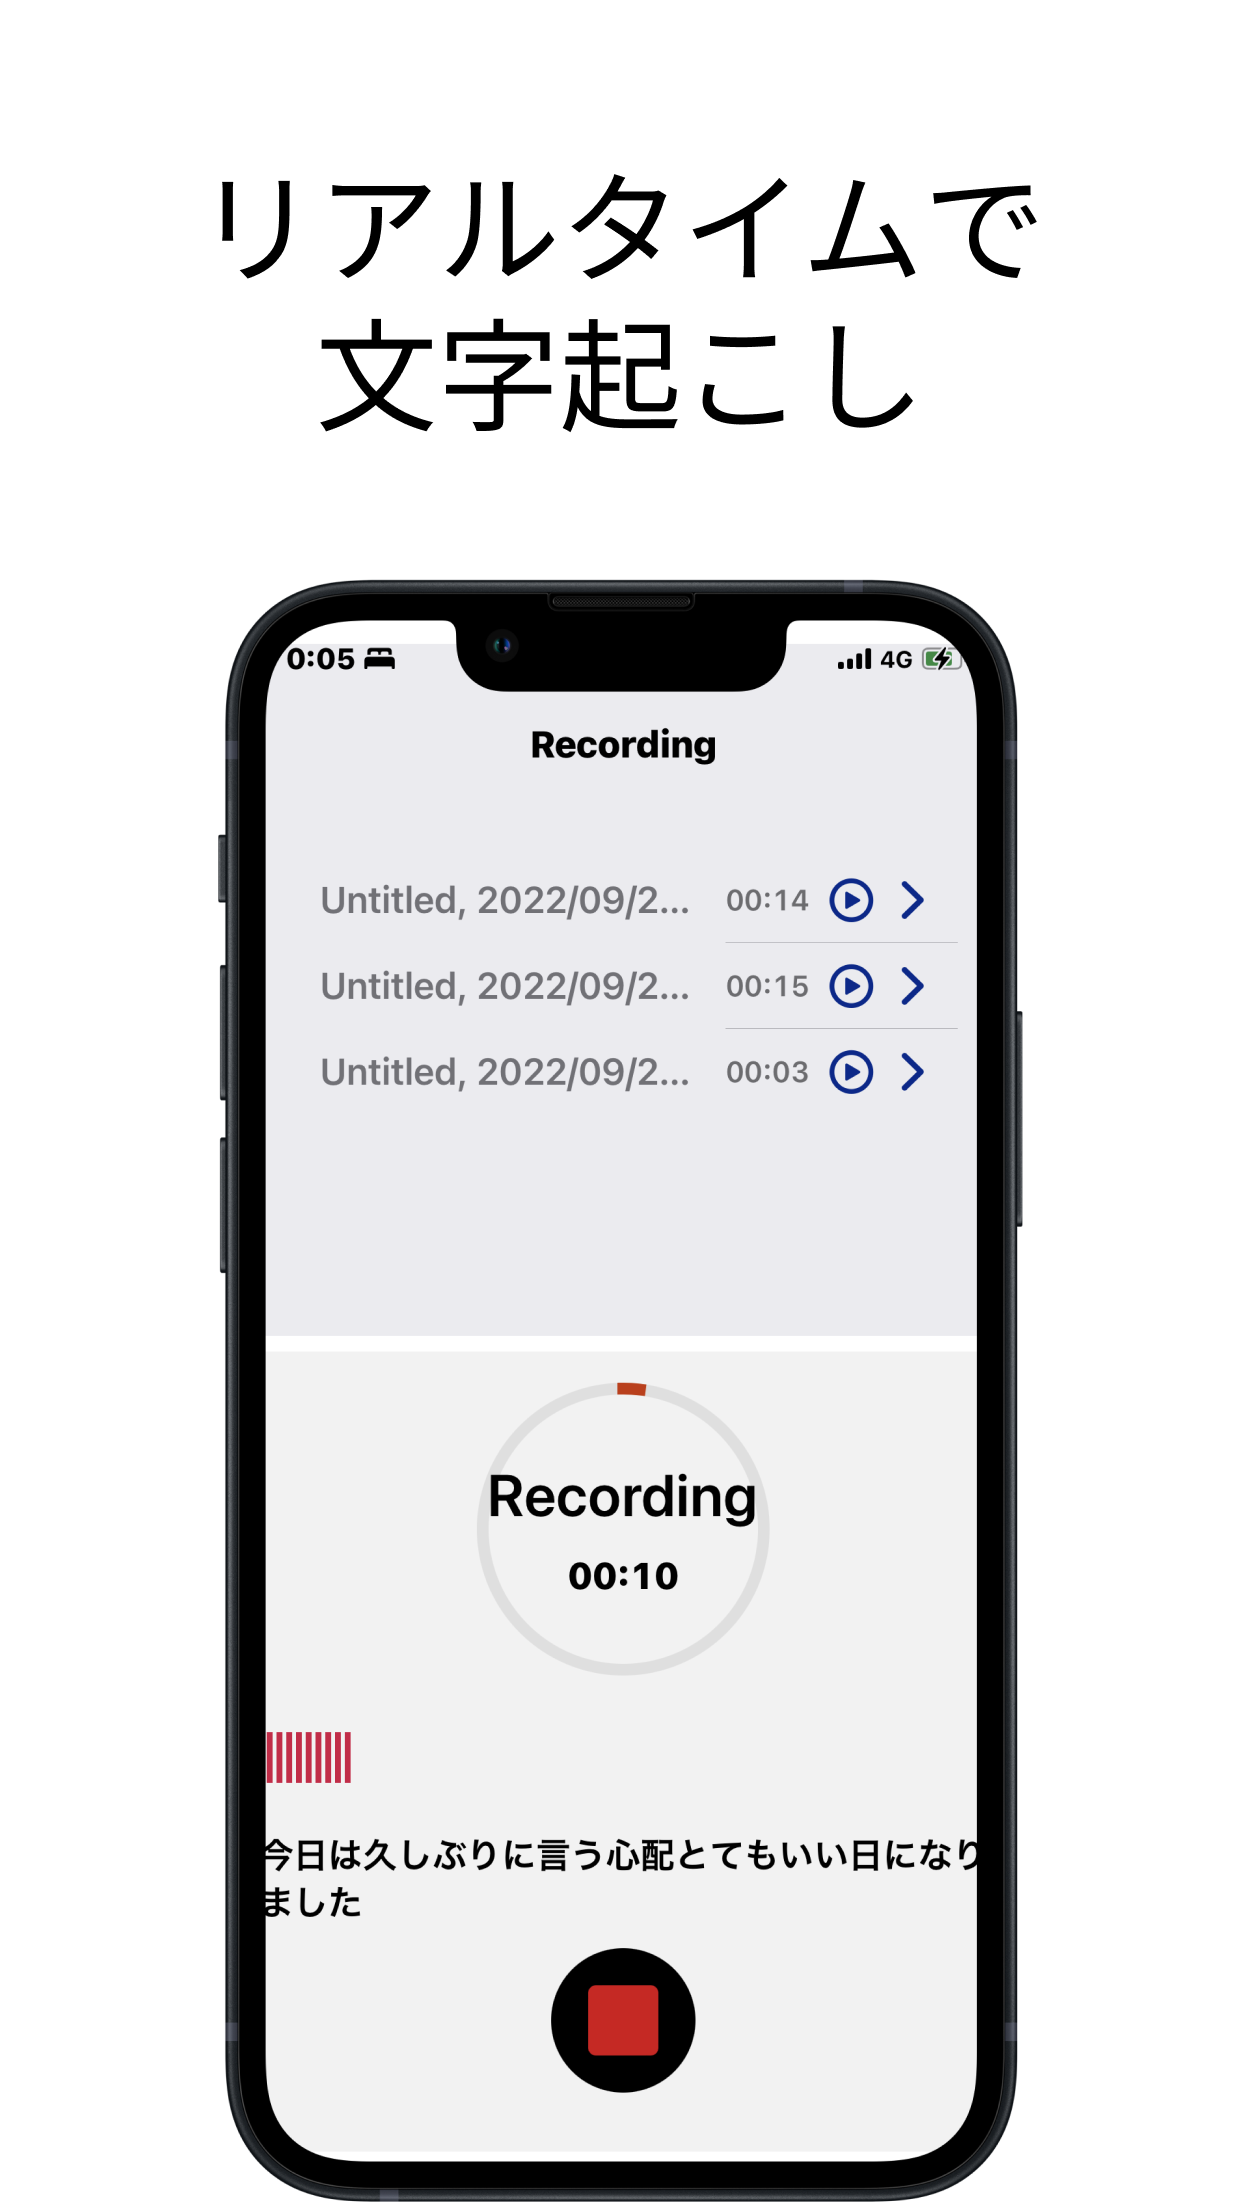 リアルタイムで
文字起こし
0:05 4G
Recording
Untitled, 2022/09/2... 00:14
Untitled, 2022/09/2... 00:15
Untitled, 2022/09/2... 00:03
Recording
00:10
今日は久しぶりに言う心配とてもいい日になり
ました